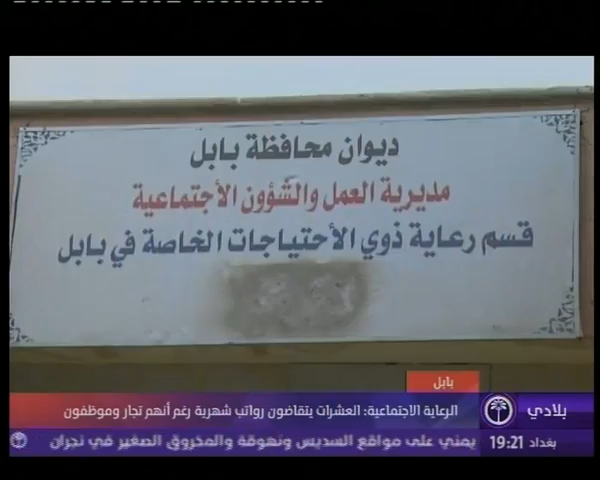 ديوان محافظة بابل
مديرية العمل والشؤون الأجتماعية
قسم رعاية ذوي الأحتياجات الخاصة في بابل
بابل
الرعاية الاجتماعية: العشرات يتقاضون رواتب شهرية رغم أنهم تجار وموظفون
بلادي
يمني على مواقع السديس ونهوقة والمخروق الصغير في نجران
بغداد 19:21